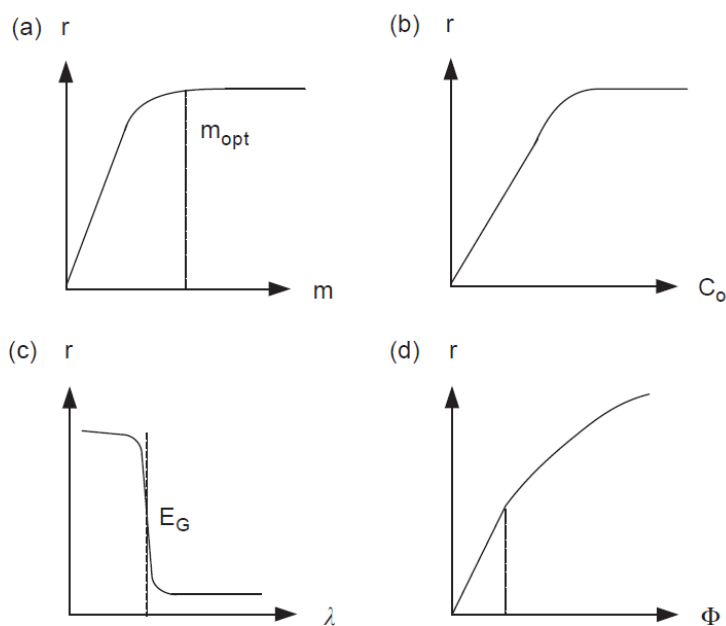 (a) r
m_opt
m
(b) r
C_o
(c) r
E_G
λ
(d) r
Φ